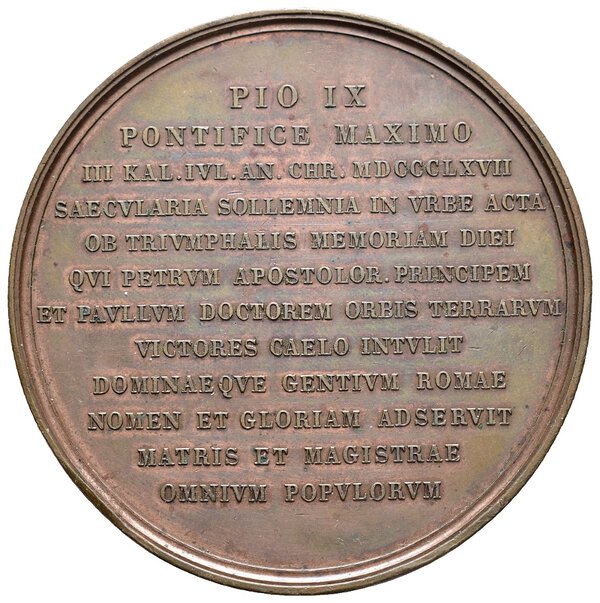 PIO IX
PONTIFICE MAXIMO
III KAL. IVL. AN. CHR. MDCCCLXVII
SAECVLARIA SOLLEMNIA IN VRBE ACTA
OB TRIVMPHALIS MEMORIAM DIEI
QVI PETRVM APOSTOLOR. PRINCIPEM
ET PAVLLVM DOCTOREM ORBIS TERRARVM
VICTORES CAELO INTVLIT
DOMINAEQVE GENTIVM ROMAE
NOMEN ET GLORIAM ADSERVIT
MATRIS ET MAGISTRAE
OMNIVM POPVLORVM